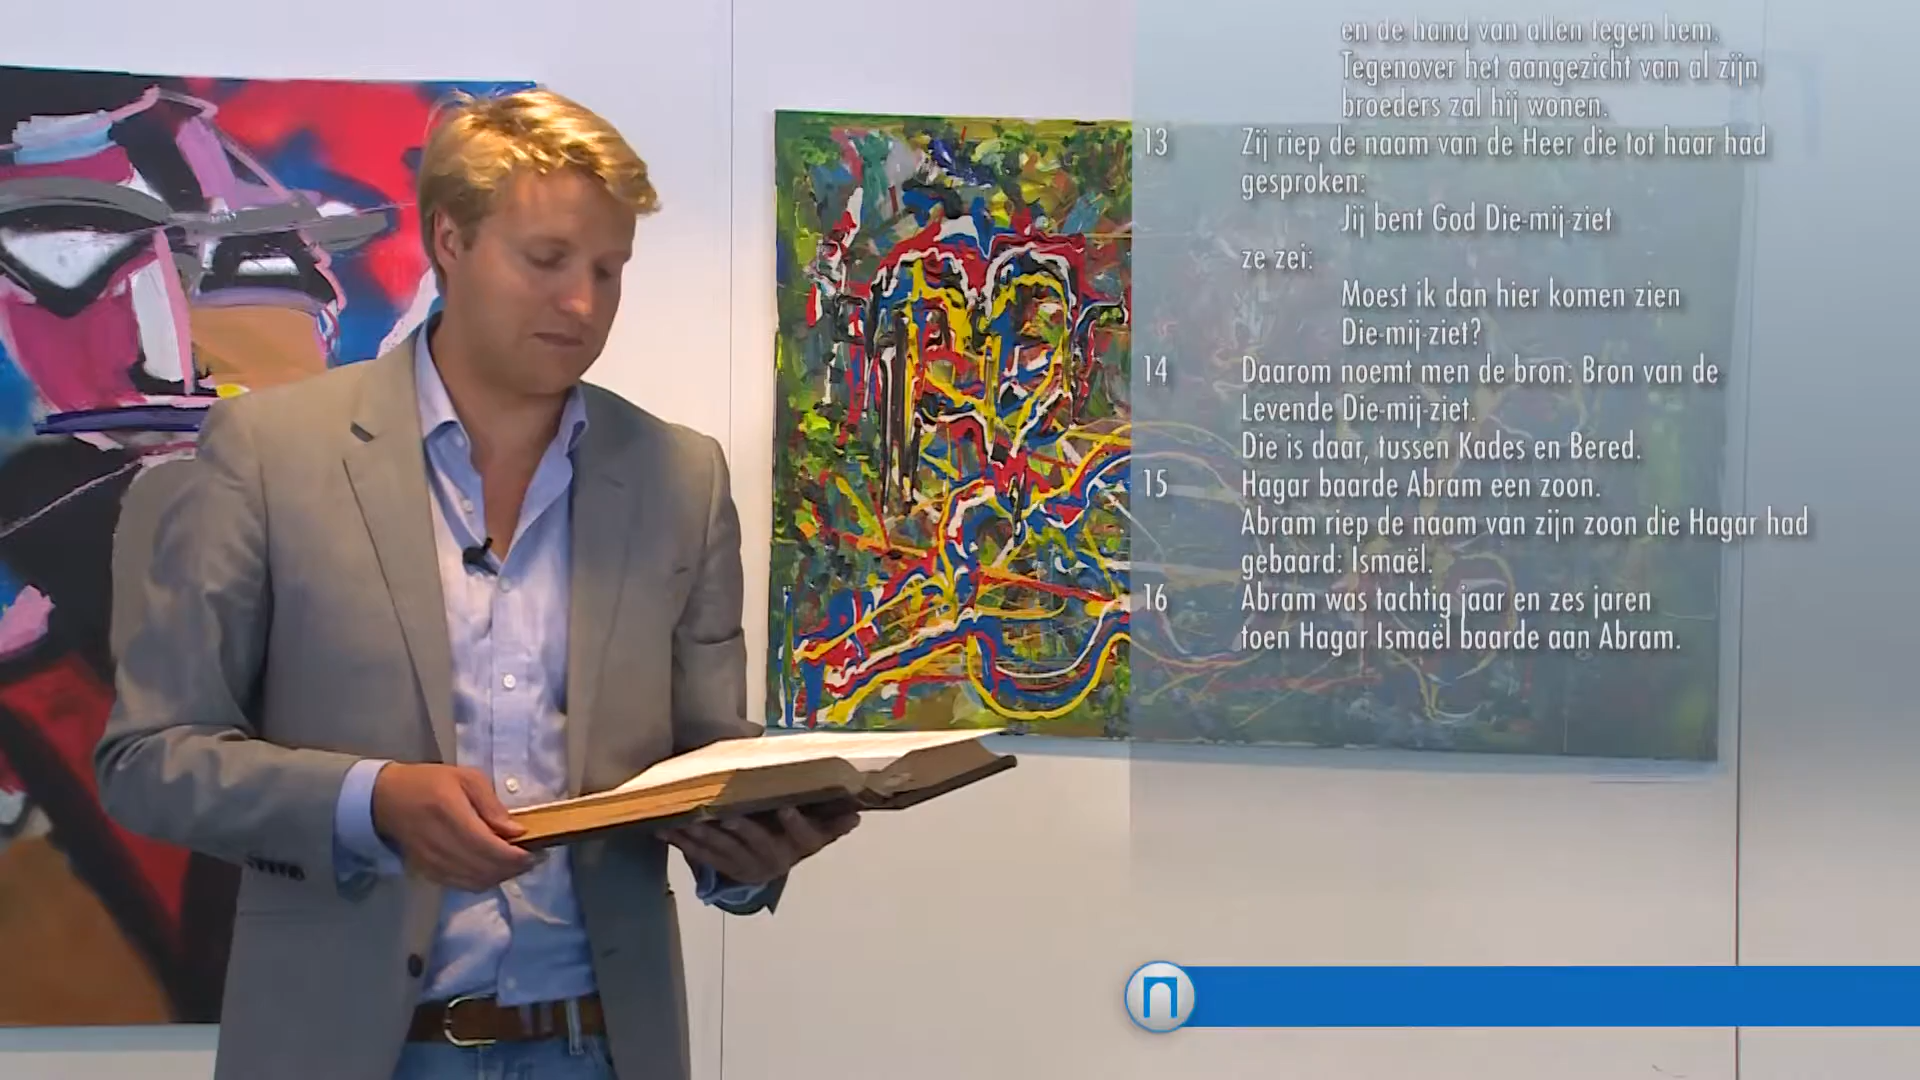 en de hand van allen tegen hem.
Tegenover het aangezicht van al zijn
broeders zal hij wonen.
13 Zij riep de naam van de Heer die tot haar had
gesproken:
Jij bent God Die-mij-ziet
ze zei:
Moest ik dan hier komen zien
Die-mij-ziet?
14 Daarom noemt men de bron: Bron van de
Levende Die-mij-ziet.
Die is daar, tussen Kades en Bered.
15 Hagar baarde Abram een zoon.
Abram riep de naam van zijn zoon die Hagar had
gebaard: Ismaël.
16 Abram was tachtig jaar en zes jaren
toen Hagar Ismaël baarde aan Abram.